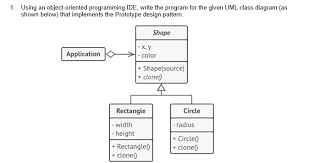 1. Using an object-oriented programming IDE, write the program for the given UML class diagram (as
shown below) that implements the Prototype design pattern.
Shape
- x, y
- color
+ Shape(source)
+ clone()
Application
Rectangle
- width
- height
+ Rectangle()
+ clone()
Circle
- radius
+ Circle()
+ clone()